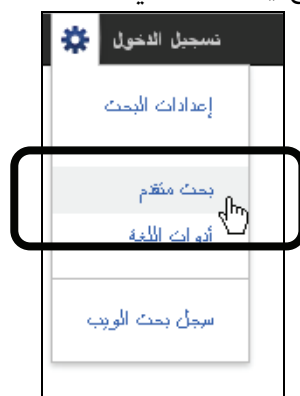 تسجيل الدخول
إعدادات البحث
بحث متقدم
أدوات اللغة
سجل بحث الويب